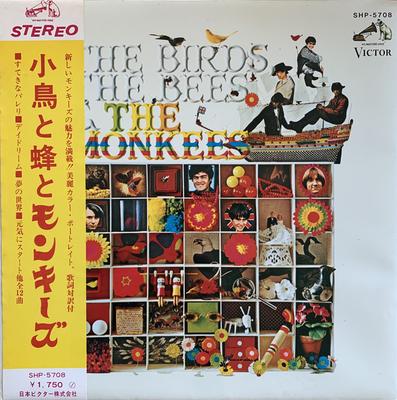 STEREO
小鳥と蜂とモンキーズ
新しいモンキーズの魅力を満載!!美麗カラー・ポートレイト、歌詞対訳付
■すてきなバレリ■デイドリーム■夢の世界■元気にスタート他全12曲
SHP-5708
¥1,750
日本ビクター株式会社
SHP-5708
VICTOR
THE BIRDS
THE BEES
& THE
MONKEES